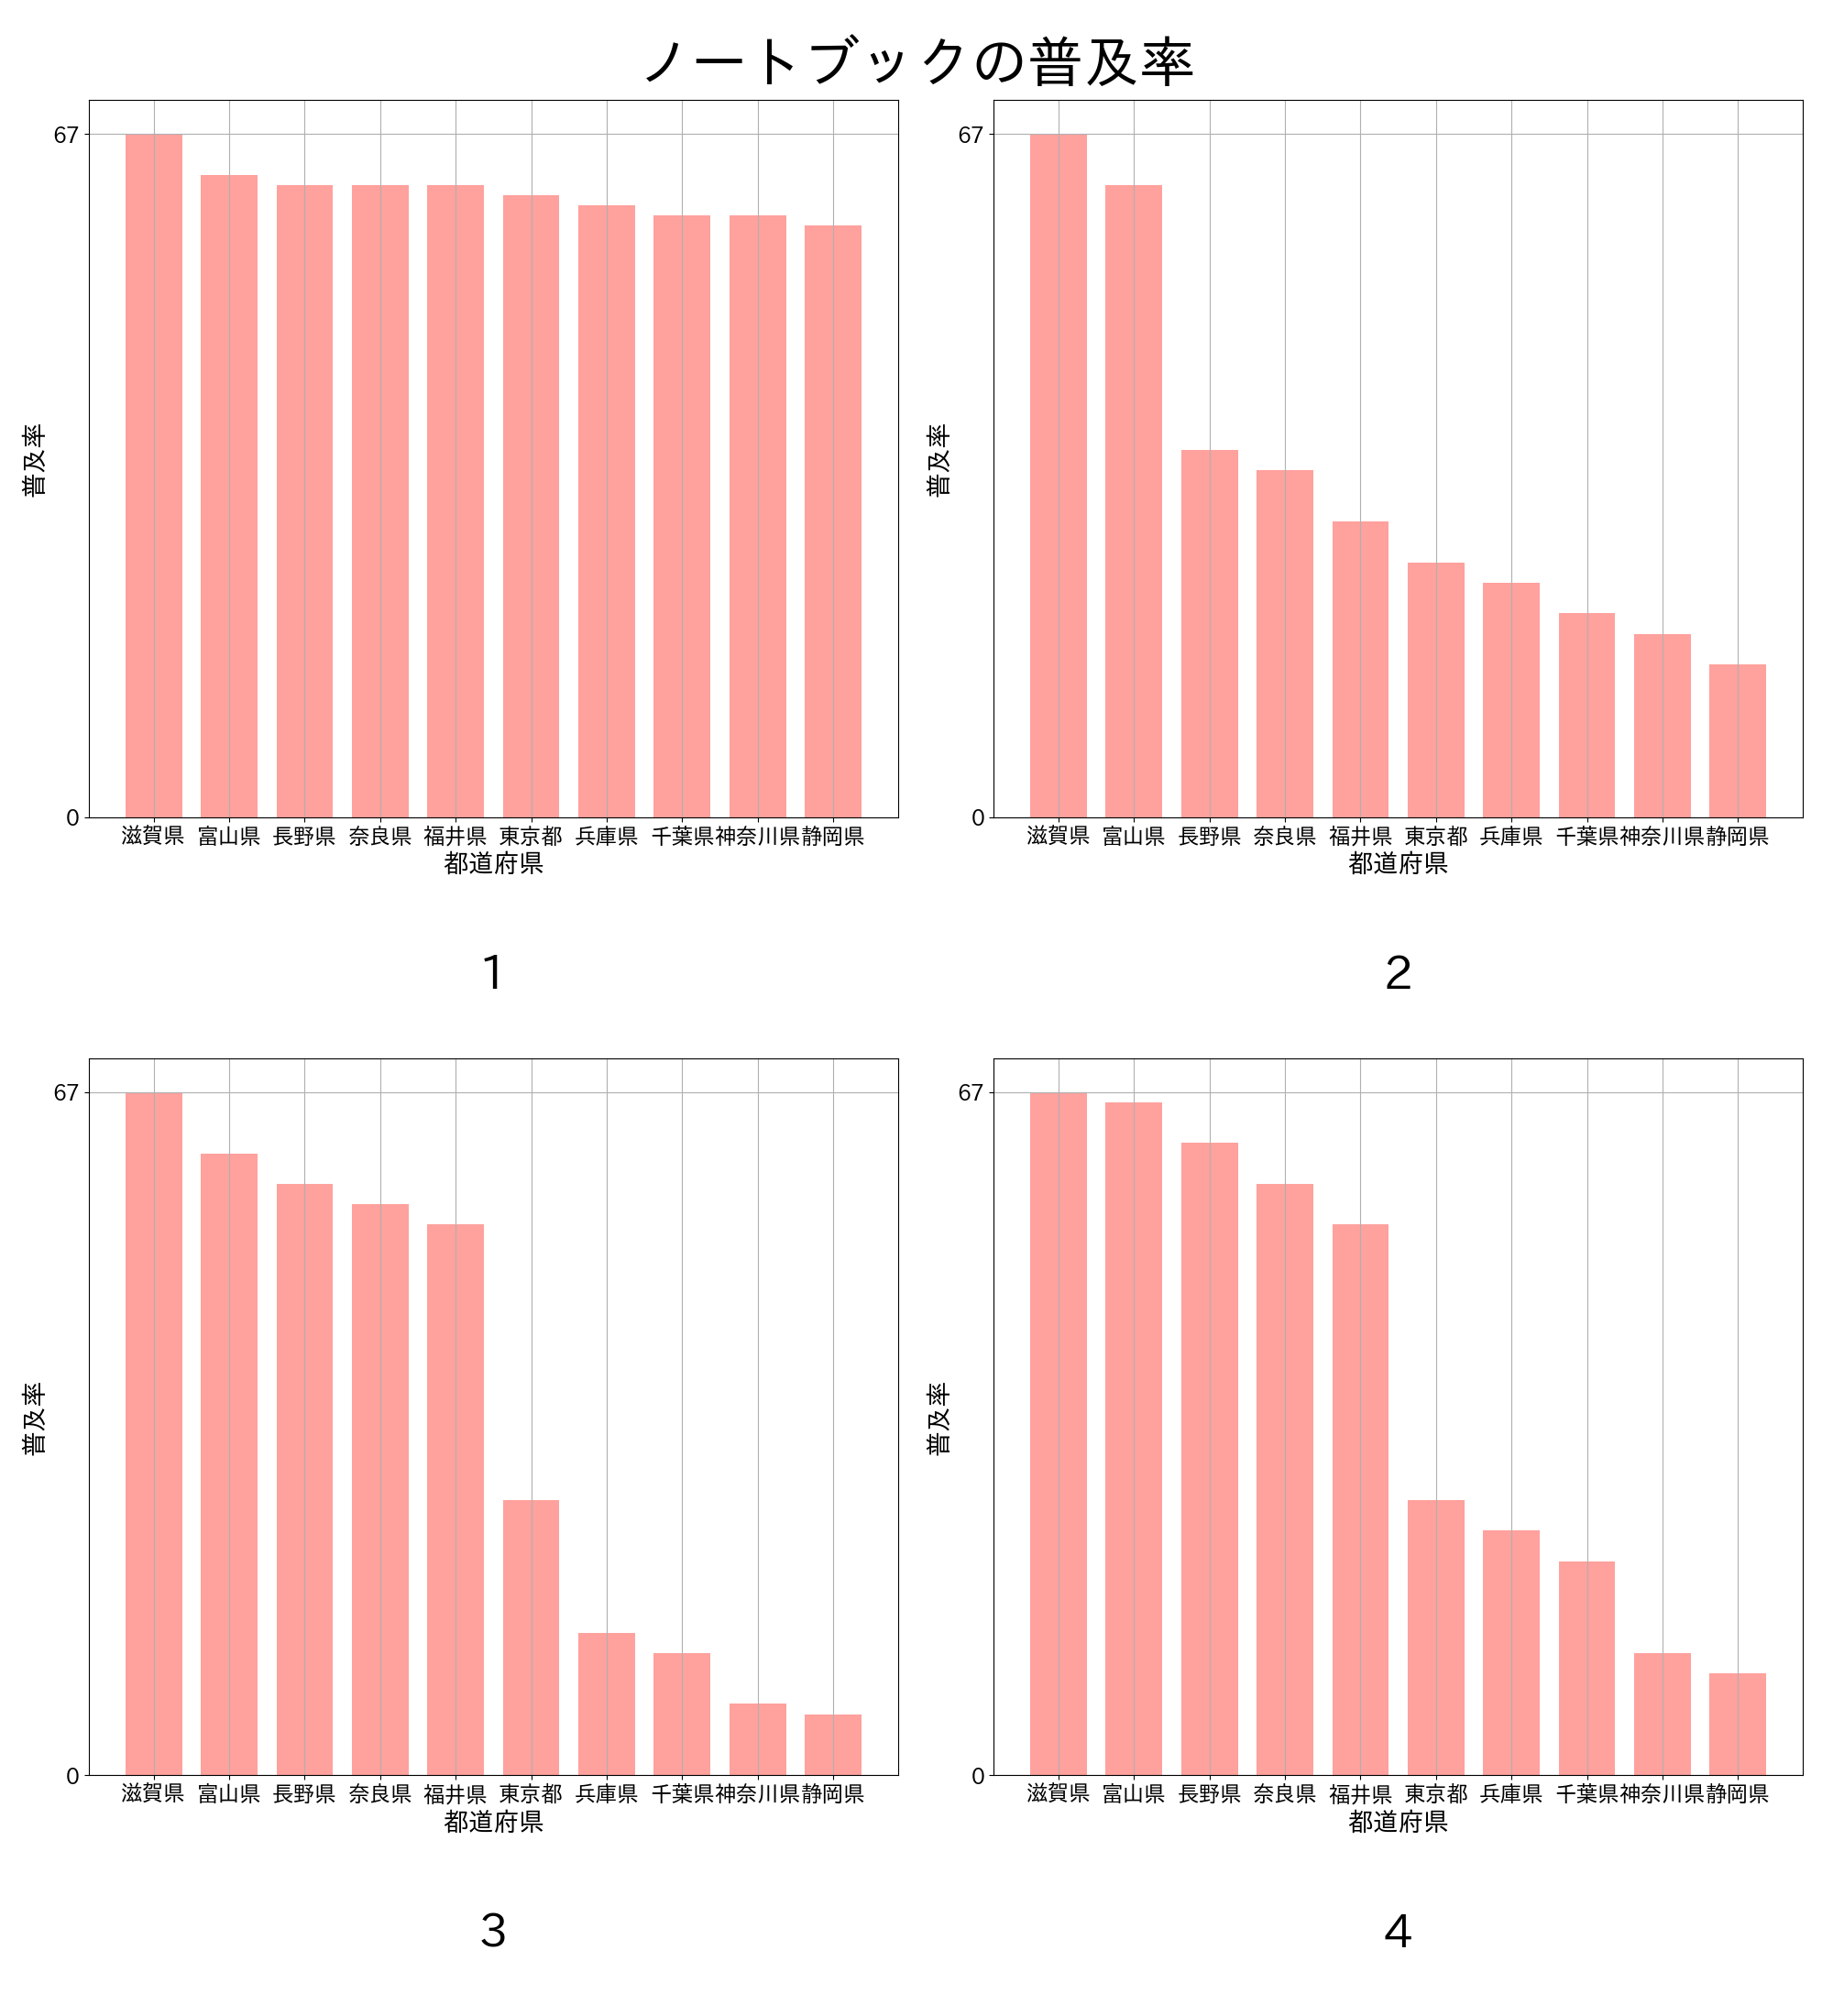 ノートブックの普及率
67
0
普及率
滋賀県 富山県 長野県 奈良県 福井県 東京都 兵庫県 千葉県 神奈川県 静岡県
都道府県
1
67
0
普及率
滋賀県 富山県 長野県 奈良県 福井県 東京都 兵庫県 千葉県 神奈川県 静岡県
都道府県
2
67
0
普及率
滋賀県 富山県 長野県 奈良県 福井県 東京都 兵庫県 千葉県 神奈川県 静岡県
都道府県
3
67
0
普及率
滋賀県 富山県 長野県 奈良県 福井県 東京都 兵庫県 千葉県 神奈川県 静岡県
都道府県
4